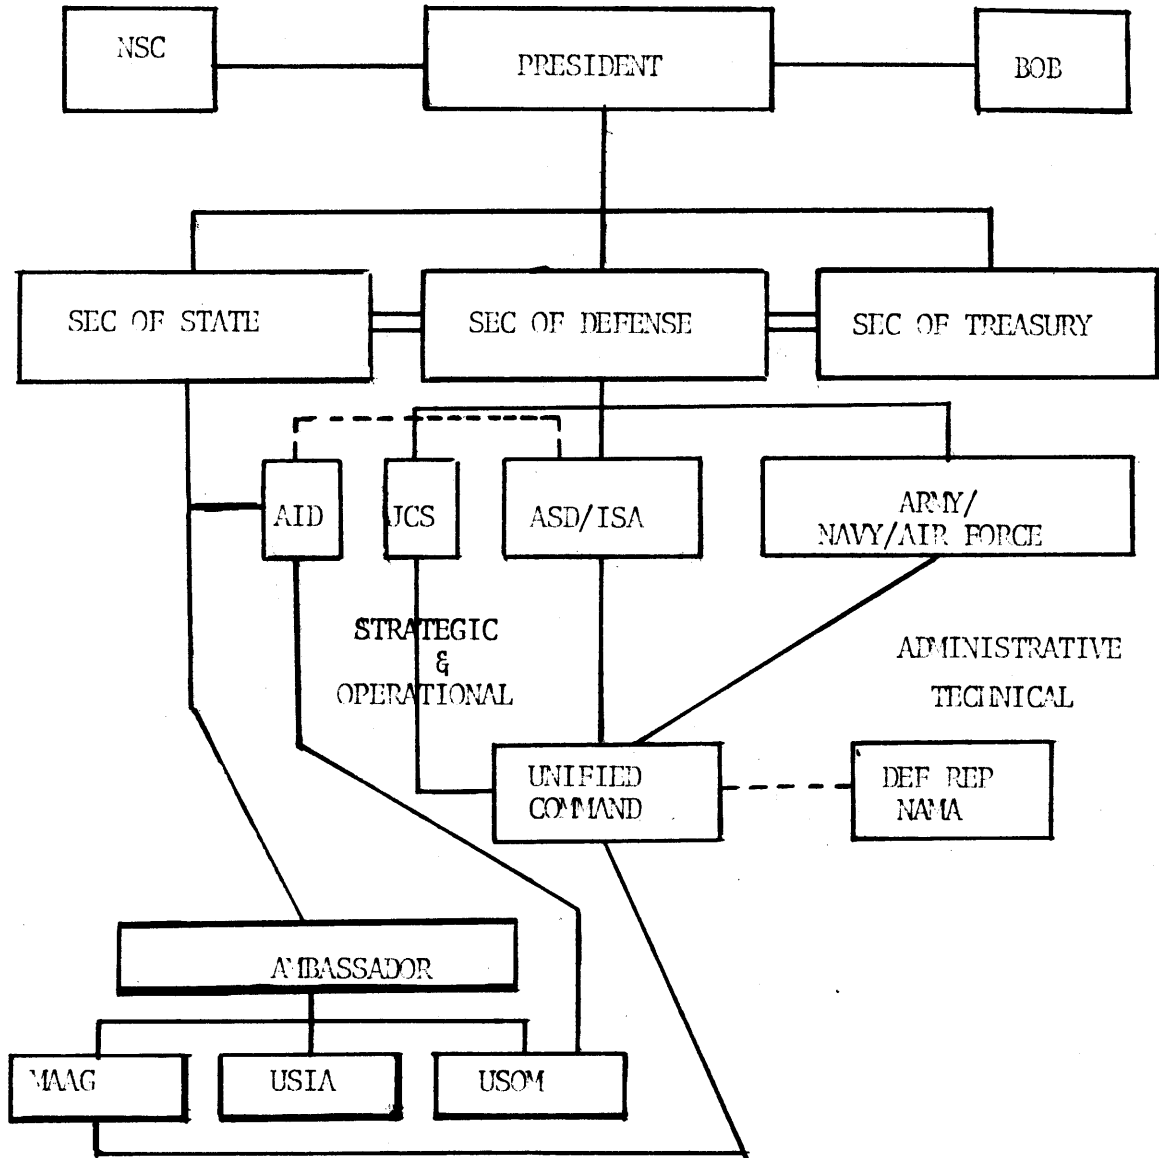 NSC
PRESIDENT
BOB
SEC OF STATE
SEC OF DEFENSE
SEC OF TREASURY
AID
JCS
ASD/ISA
ARMY/
NAVY/AIR FORCE
STRATEGIC
&
OPERATIONAL
ADMINISTRATIVE
TECHNICAL
UNIFIED
COMMAND
DEF REP
NAMA
AMBASSADOR
MAAG
USIA
USOM